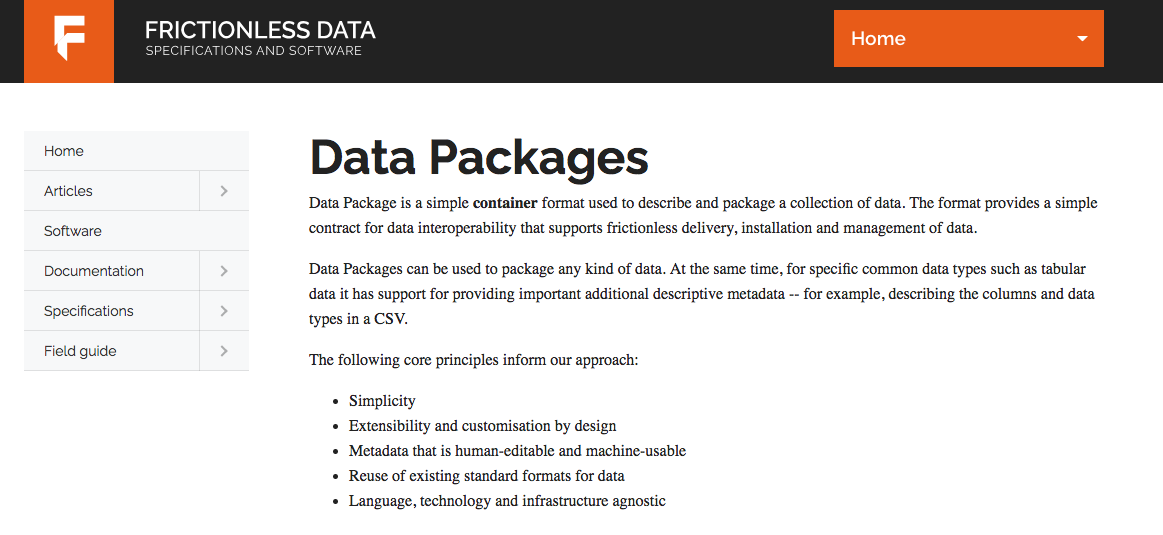 FRICTIONLESS DATA
SPECIFICATIONS AND SOFTWARE
Home
Home
Articles
Software
Documentation
Specifications
Field guide
Data Packages
Data Package is a simple container format used to describe and package a collection of data. The format provides a simple
contract for data interoperability that supports frictionless delivery, installation and management of data.
Data Packages can be used to package any kind of data. At the same time, for specific common data types such as tabular
data it has support for providing important additional descriptive metadata -- for example, describing the columns and data
types in a CSV.
The following core principles inform our approach:
• Simplicity
• Extensibility and customisation by design
• Metadata that is human-editable and machine-usable
• Reuse of existing standard formats for data
• Language, technology and infrastructure agnostic